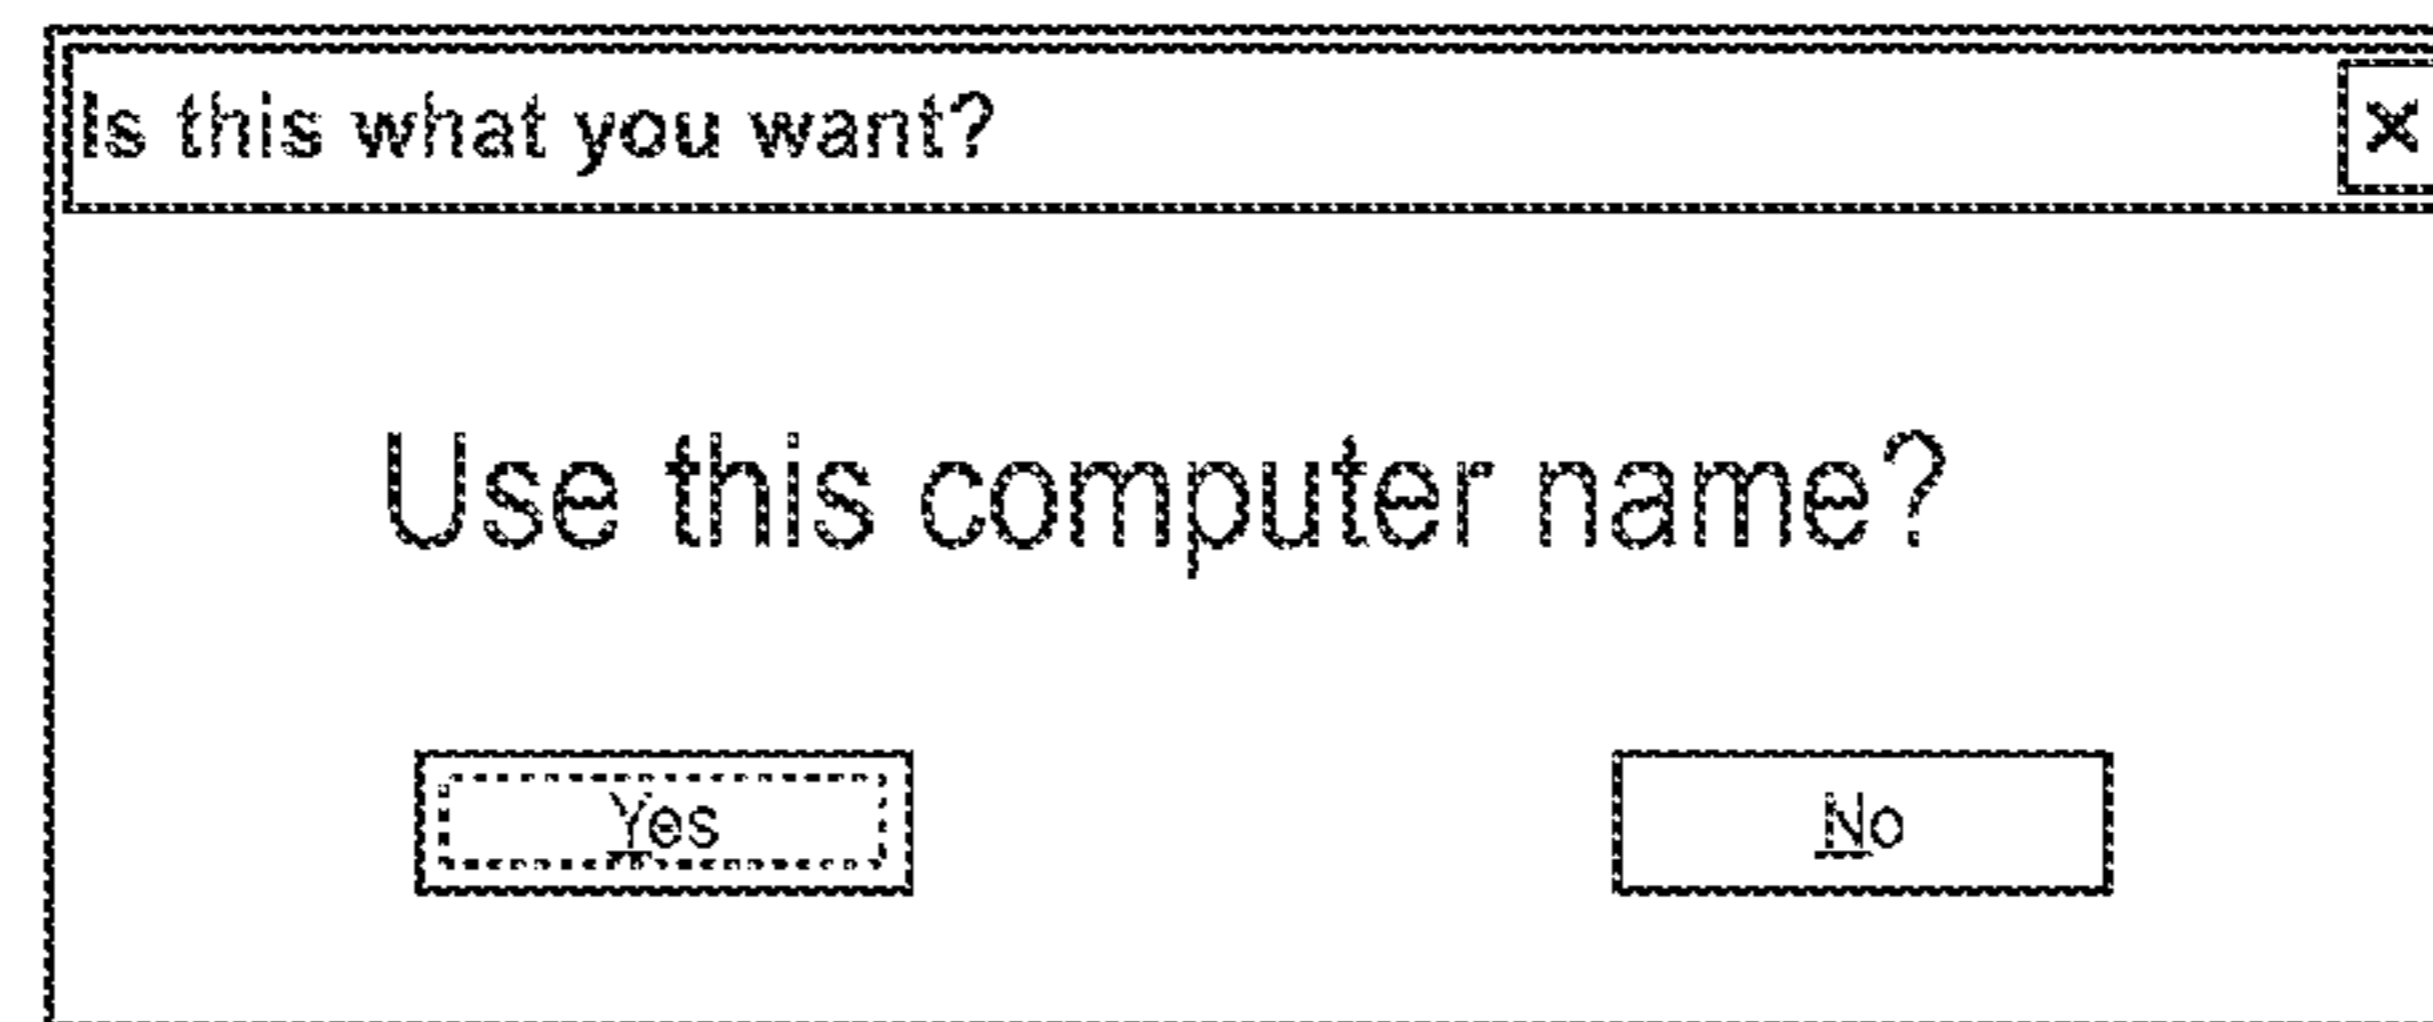 Is this what you want?
Use this computer name?
Yes
No